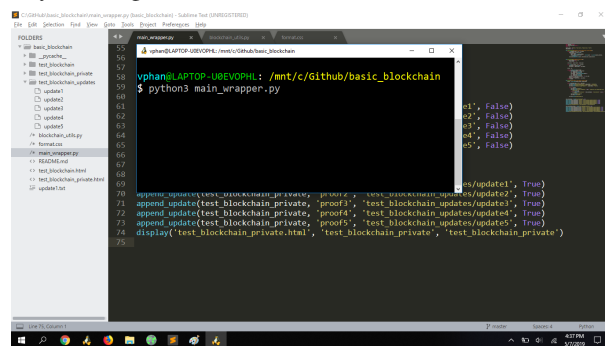 C:\GitHub\basic_blockchain\main_wrapper.py (basic_blockchain) - Sublime Text (UNREGISTERED)
File Edit Selection Find View Goto Tools Project Preferences Help
FOLDERS
basic_blockchain
__pycache__
test_blockchain
test_blockchain_private
test_blockchain_updates
update1
update2
update3
update4
update5
blockchain_utils.py
format.css
main_wrapper.py
README.md
test_blockchain.html
test_blockchain_private.html
update1.txt
main_wrapper.py blockchain_utils.py format.css
vphan@LAPTOP-U0EVOPHL: /mnt/c/Github/basic_blockchain
vphan@LAPTOP-U0EVOPHL: /mnt/c/Github/basic_blockchain
$ python3 main_wrapper.py
55
56
57
58
59
60
61 e1', False)
62 e2', False)
63 e3', False)
64 e4', False)
65 e5', False)
66
67
68
69 es/update1', True)
70 append_update(test_blockchain_private, 'proof2', 'test_blockchain_updates/update2', True)
71 append_update(test_blockchain_private, 'proof3', 'test_blockchain_updates/update3', True)
72 append_update(test_blockchain_private, 'proof4', 'test_blockchain_updates/update4', True)
73 append_update(test_blockchain_private, 'proof5', 'test_blockchain_updates/update5', True)
74 display('test_blockchain_private.html', 'test_blockchain_private', 'test_blockchain_private')
75
Line 75, Column 1 master Spaces: 4 Python
4:37 PM
5/7/2019